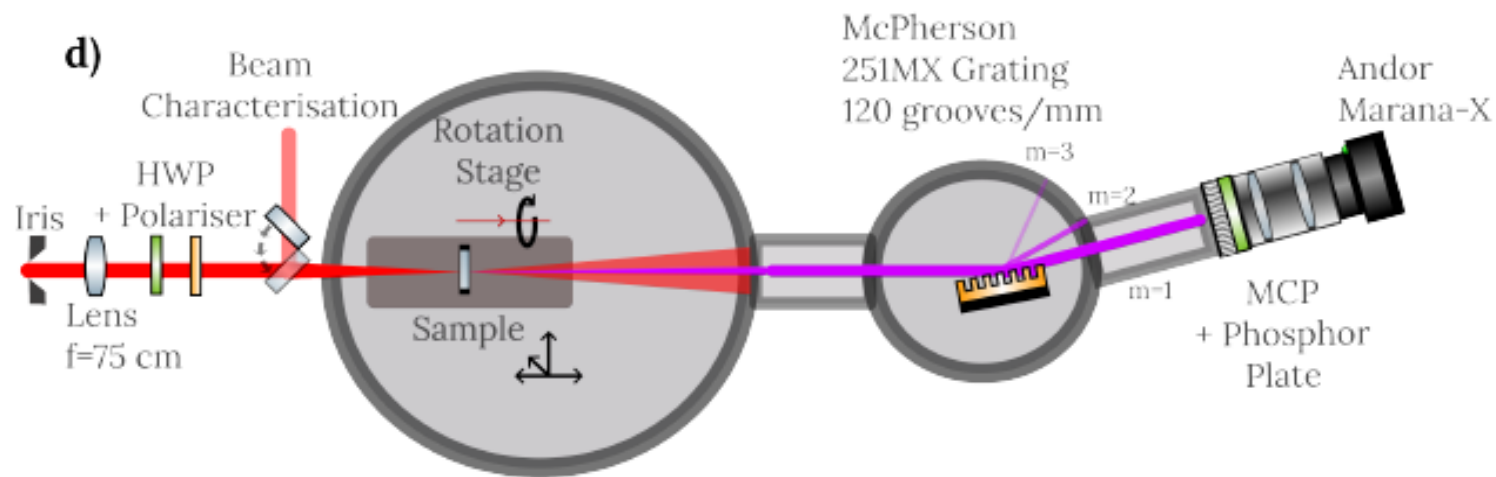 d)
Beam
Characterisation
HWP
+ Polariser
Iris
Lens
f=75 cm
Rotation
Stage
Sample
McPherson
251MX Grating
120 grooves/mm
m=3
m=2
m=1
Andor
Marana-X
MCP
+ Phosphor
Plate